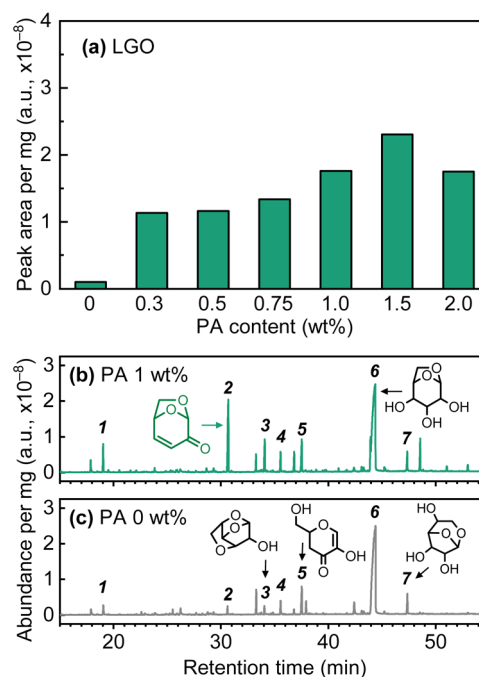 (a) LGO
Peak area per mg (a.u., x10⁻⁸)
4
3
2
1
0
0 0.3 0.5 0.75 1.0 1.5 2.0
PA content (wt%)
Abundance per mg (a.u., x10⁻⁸)
(b) PA 1 wt%
3
2
1
0
1 2 3 4 5 6 7
O
O
O
O
O
HO
OH
OH
(c) PA 0 wt%
3
2
1
0
1 2 3 4 5 6 7
O
O
O
OH
HO
O
O
OH
HO
O
O
HO
OH
20 30 40 50
Retention time (min)